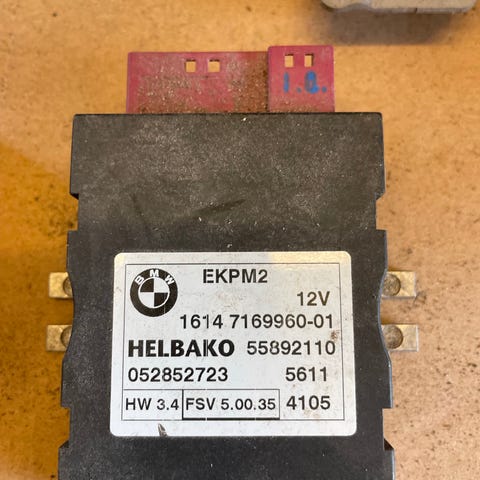 I.O.
BMW
EKPM2
12V
1614 7169960-01
HELBAKO 55892110
052852723 5611
HW 3.4 FSV 5.00.35 4105